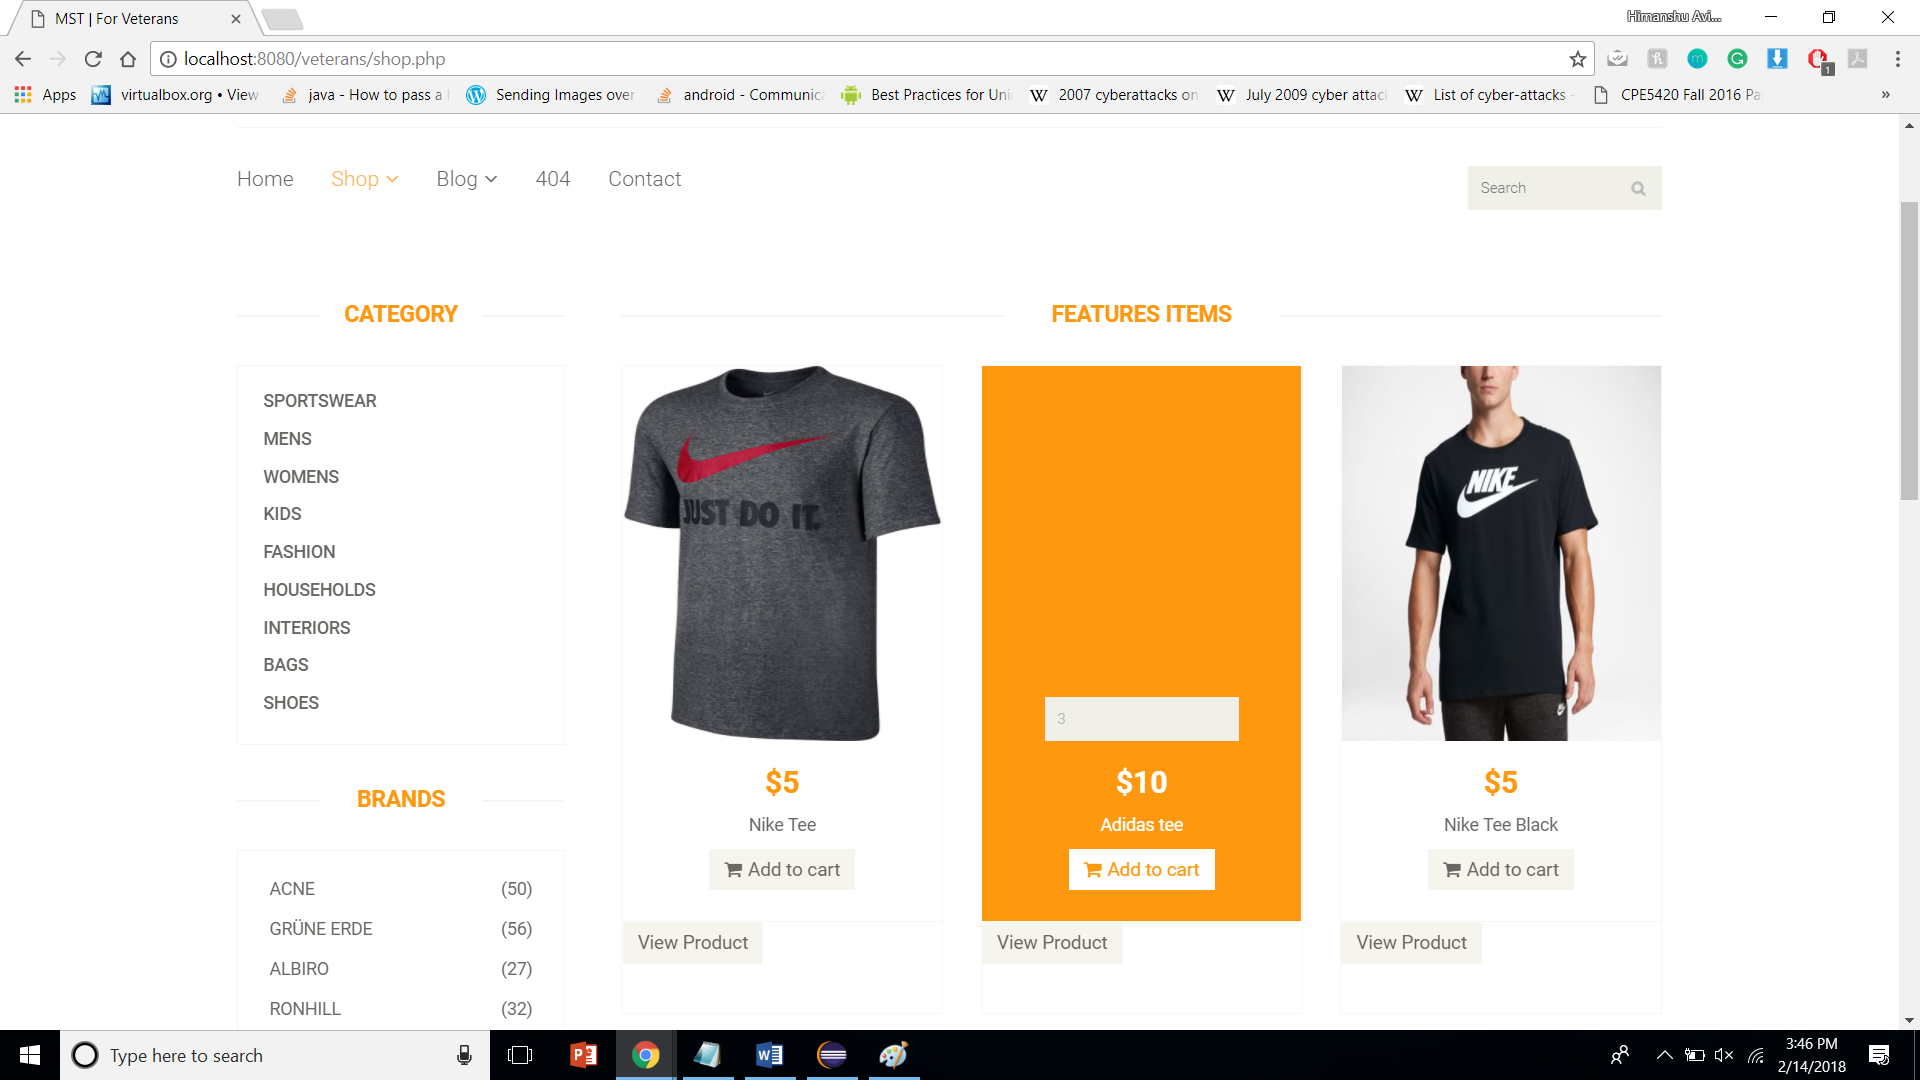 MST | For Veterans
Himanshu Avi...
localhost:8080/veterans/shop.php
1
Apps
virtualbox.org • View
java - How to pass a
Sending Images over
android - Communica
Best Practices for Uni
2007 cyberattacks on
July 2009 cyber attac
List of cyber-attacks -
CPE5420 Fall 2016 Pa
»
Home
Shop
Blog
404
Contact
Search
CATEGORY
SPORTSWEAR
MENS
WOMENS
KIDS
FASHION
HOUSEHOLDS
INTERIORS
BAGS
SHOES
BRANDS
ACNE (50)
GRÜNE ERDE (56)
ALBIRO (27)
RONHILL (32)
FEATURES ITEMS
JUST DO IT.
$5
Nike Tee
Add to cart
View Product
3
$10
Adidas tee
Add to cart
View Product
NIKE
$5
Nike Tee Black
Add to cart
View Product
Type here to search
3:46 PM
2/14/2018